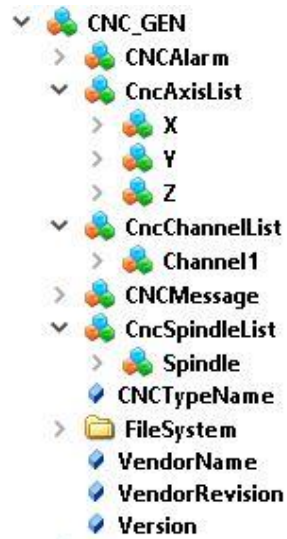 CNC_GEN
CNCAlarm
CncAxisList
X
Y
Z
CncChannelList
Channel1
CNCMessage
CncSpindleList
Spindle
CNCTypeName
FileSystem
VendorName
VendorRevision
Version